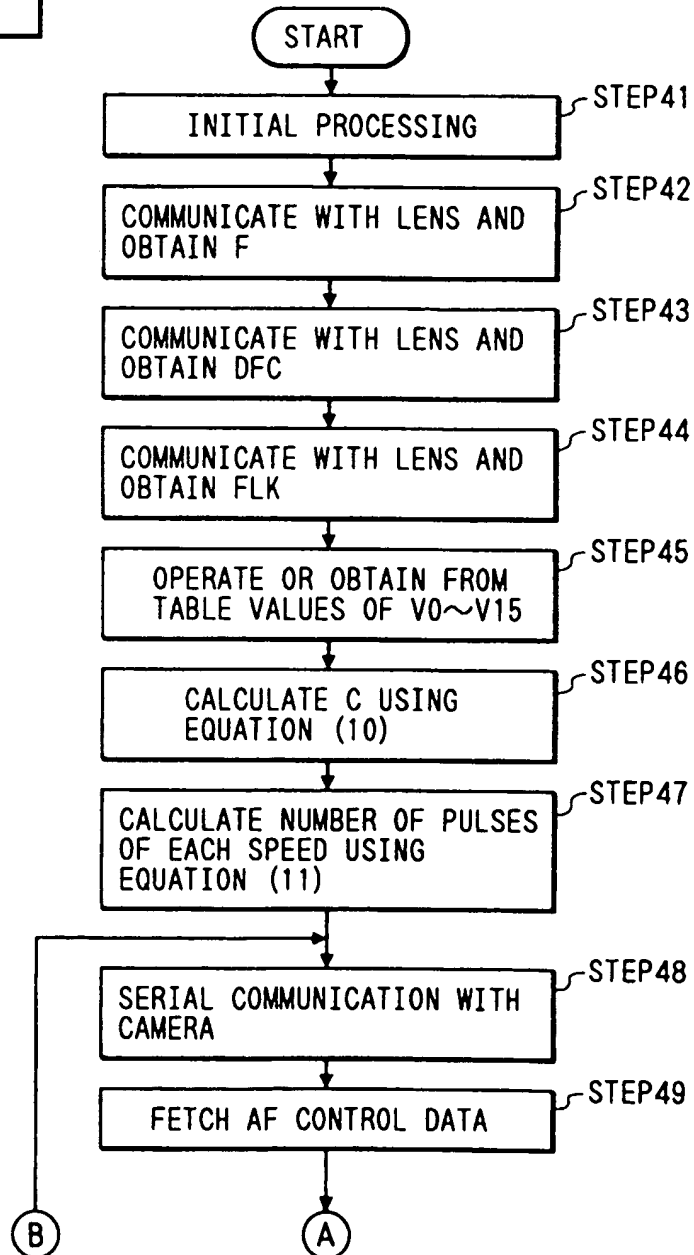 START
STEP41
INITIAL PROCESSING
STEP42
COMMUNICATE WITH LENS AND
OBTAIN F
STEP43
COMMUNICATE WITH LENS AND
OBTAIN DFC
STEP44
COMMUNICATE WITH LENS AND
OBTAIN FLK
STEP45
OPERATE OR OBTAIN FROM
TABLE VALUES OF V0～V15
STEP46
CALCULATE C USING
EQUATION (10)
STEP47
CALCULATE NUMBER OF PULSES
OF EACH SPEED USING
EQUATION (11)
STEP48
SERIAL COMMUNICATION WITH
CAMERA
STEP49
FETCH AF CONTROL DATA
B
A